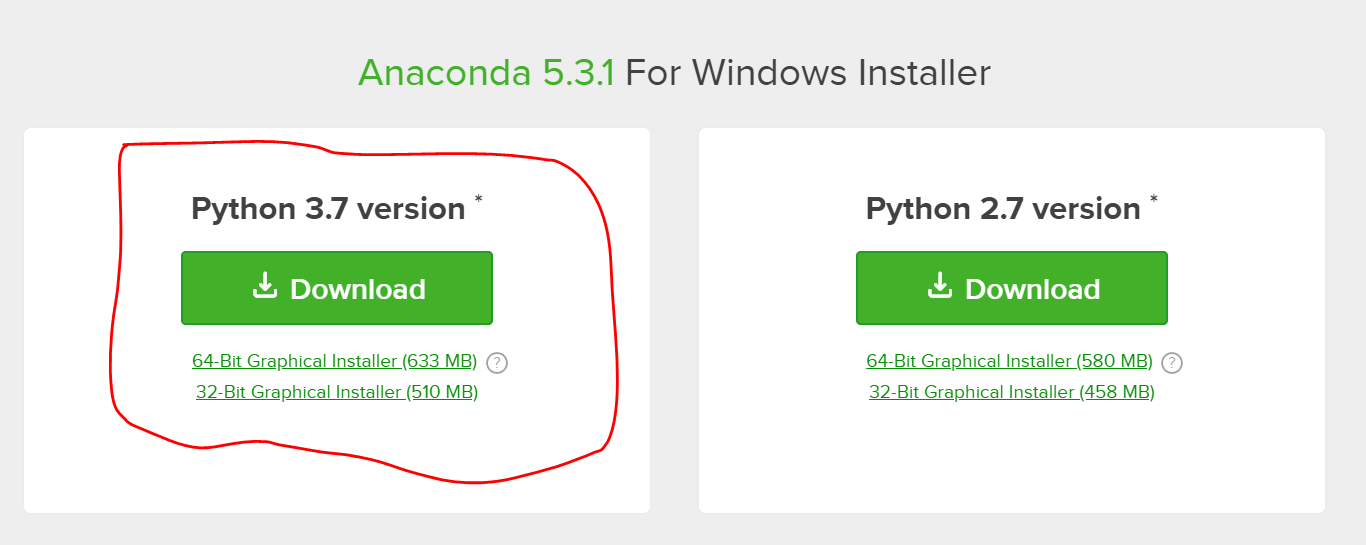 Anaconda 5.3.1 For Windows Installer
Python 3.7 version *
Download
64-Bit Graphical Installer (633 MB) ?
32-Bit Graphical Installer (510 MB)
Python 2.7 version *
Download
64-Bit Graphical Installer (580 MB) ?
32-Bit Graphical Installer (458 MB)